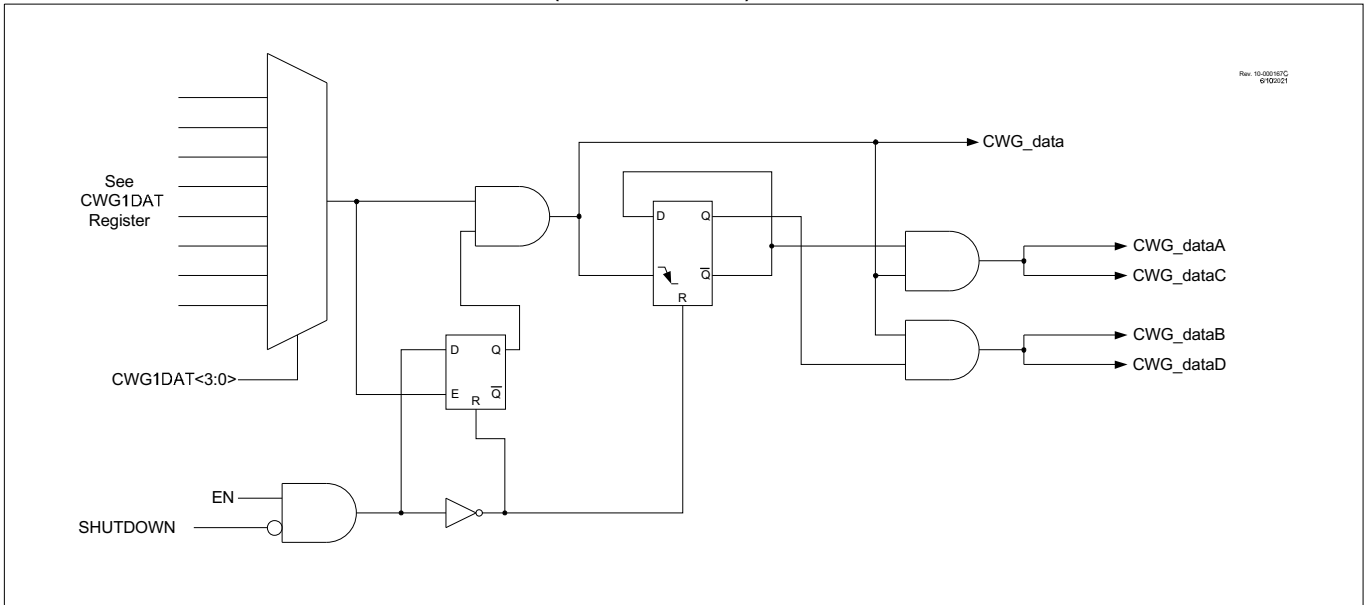 Rev. 10-000167C
6/10/2021
See
CWG1DAT
Register
CWG1DAT<3:0>
EN
SHUTDOWN
D
Q
E
Q
R
D
Q
Q
R
CWG_data
CWG_dataA
CWG_dataC
CWG_dataB
CWG_dataD